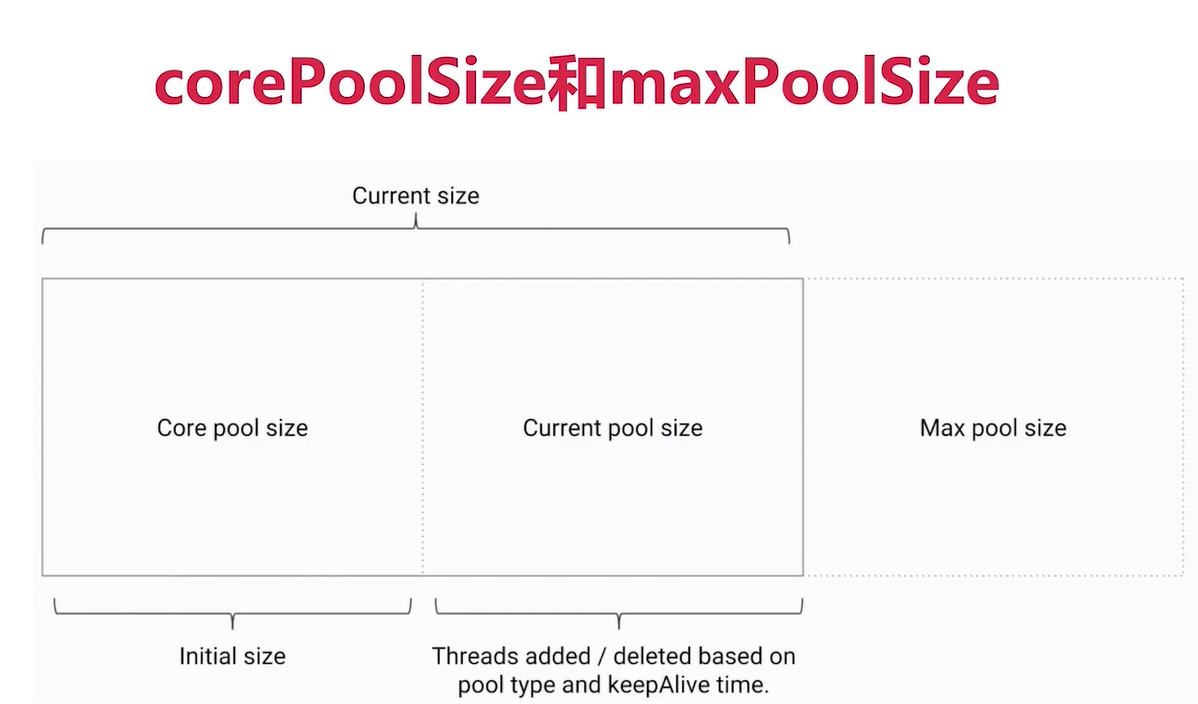 corePoolSize和maxPoolSize
Current size
Core pool size
Current pool size
Max pool size
Initial size
Threads added / deleted based on
pool type and keepAlive time.